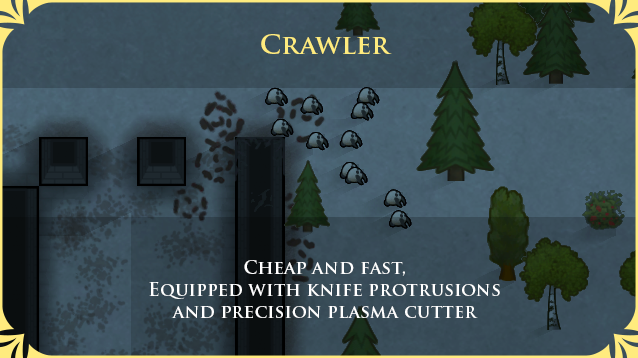 Crawler
Cheap and fast,
Equipped with knife protrusions
and precision plasma cutter